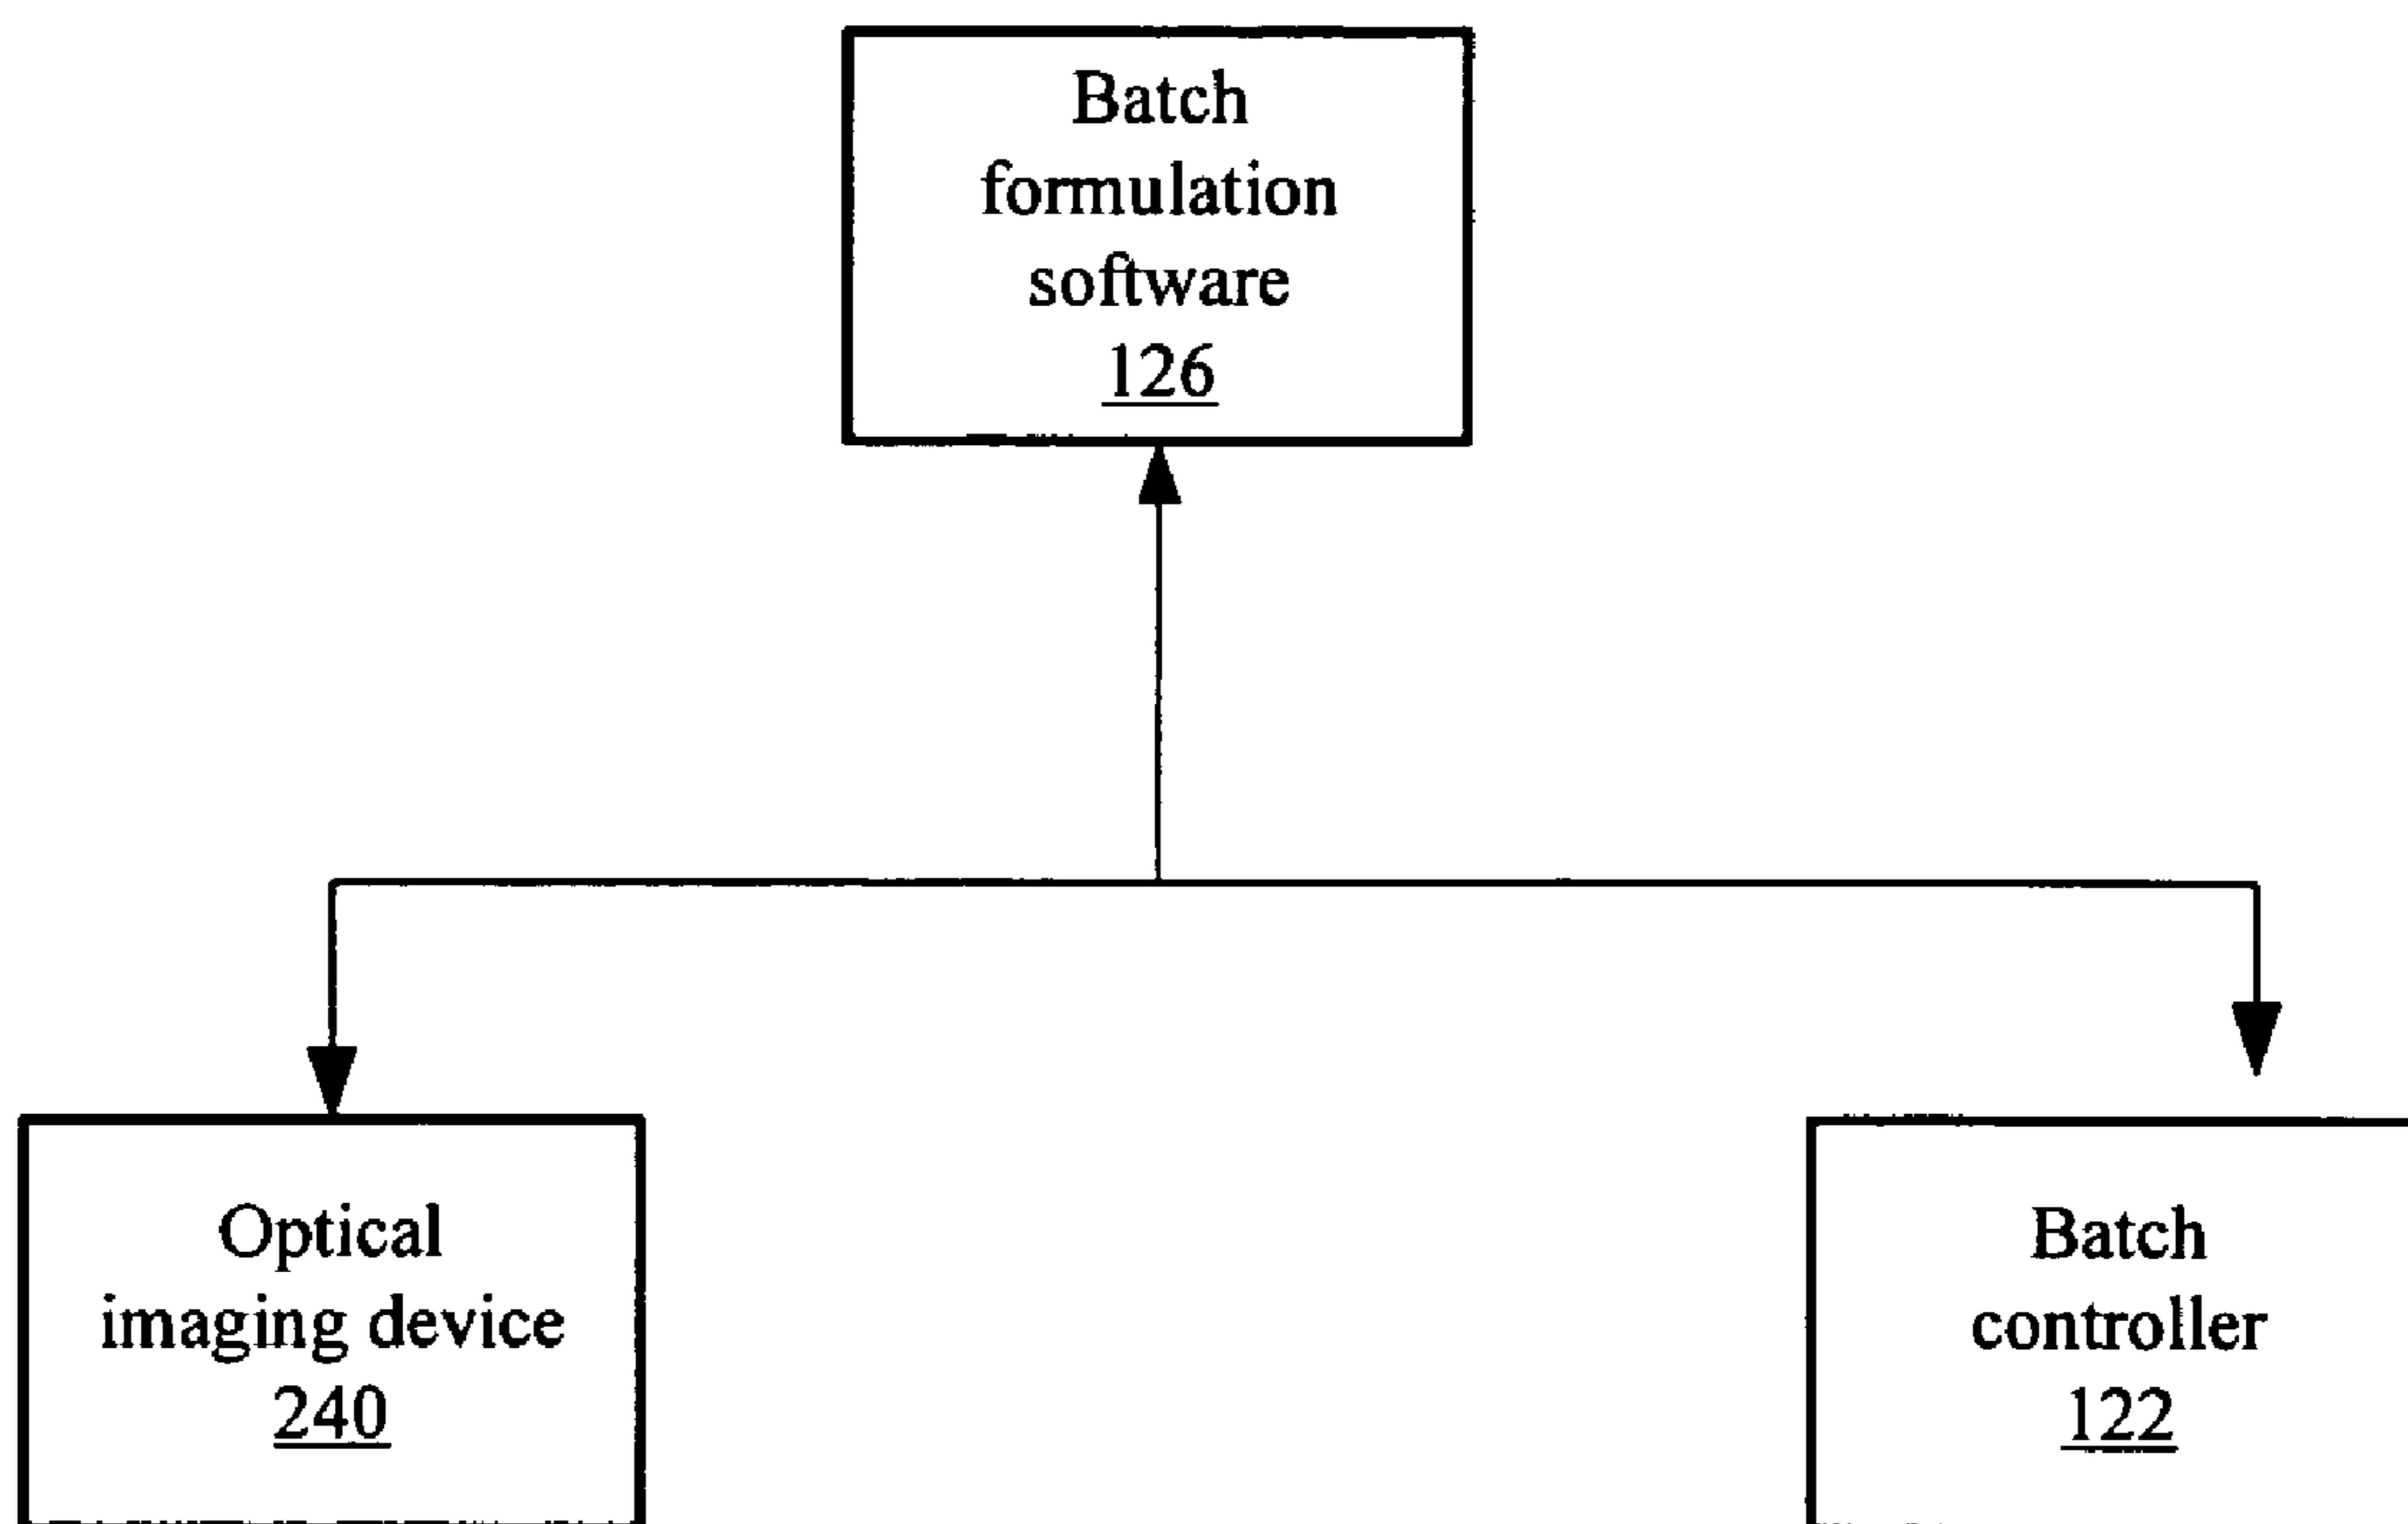 Batch
formulation
software
126
Optical
imaging device
240
Batch
controller
122